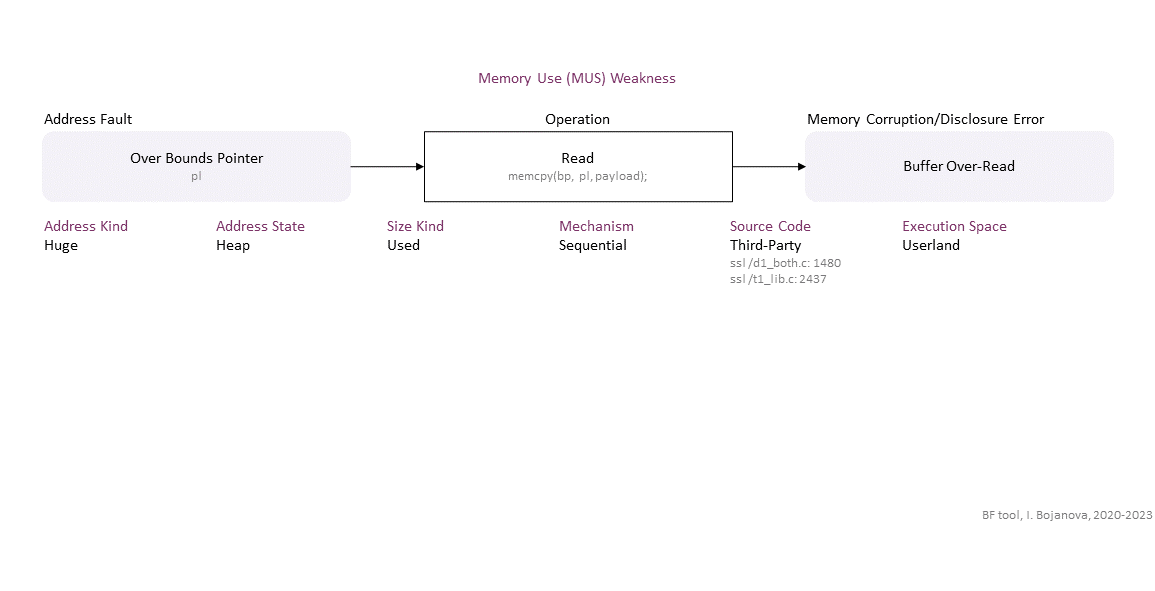 Memory Use (MUS) Weakness
Address Fault
Operation
Memory Corruption/Disclosure Error
Over Bounds Pointer
pl
Read
memcpy(bp, pl, payload);
Buffer Over-Read
Address Kind
Huge
Address State
Heap
Size Kind
Used
Mechanism
Sequential
Source Code
Third-Party
ssl/d1_both.c: 1480
ssl/t1_lib.c: 2437
Execution Space
Userland
BF tool, I. Bojanova, 2020-2023